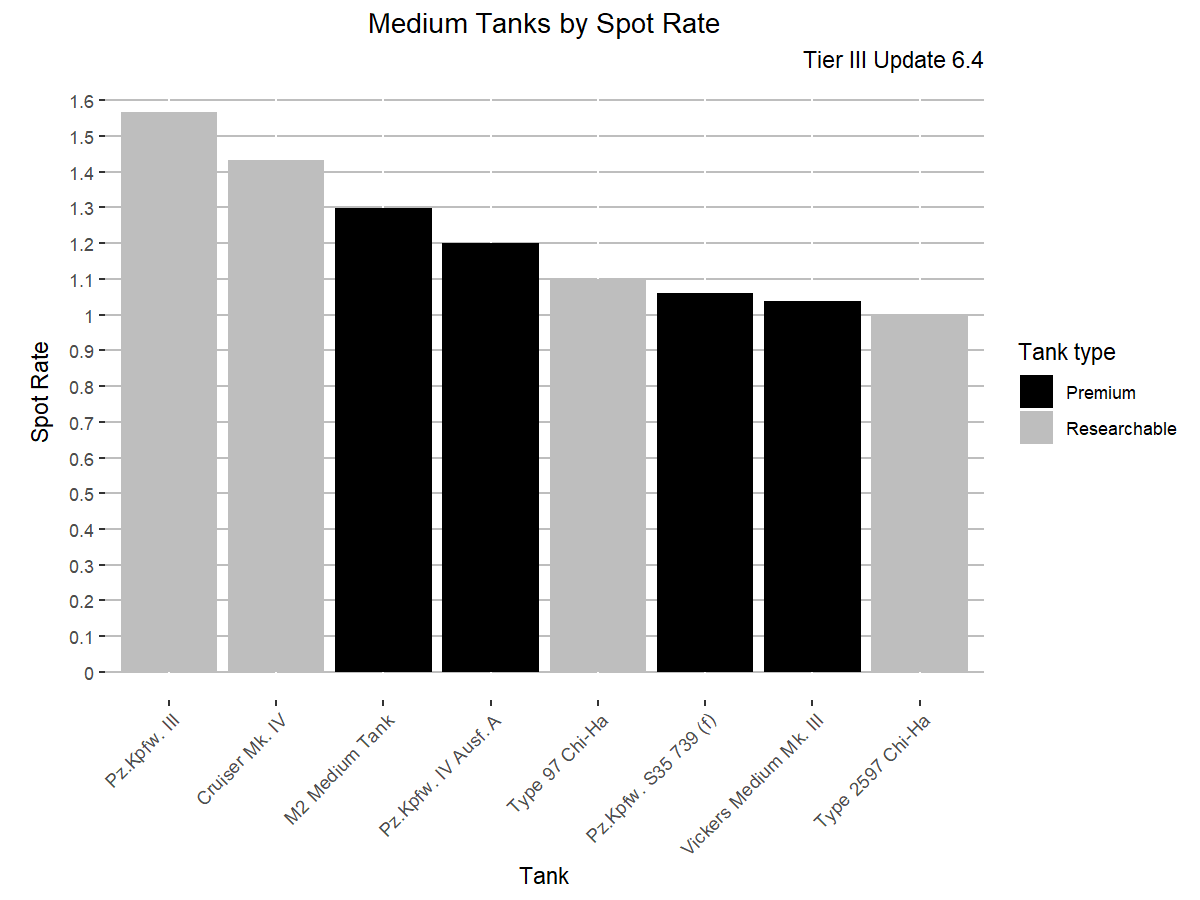 Medium Tanks by Spot Rate
Tier III Update 6.4
1.6
1.5
1.4
1.3
1.2
1.1
1
0.9
0.8
0.7
0.6
0.5
0.4
0.3
0.2
0.1
0
Spot Rate
Pz.Kpfw. III
Cruiser Mk. IV
M2 Medium Tank
Pz.Kpfw. IV Ausf. A
Type 97 Chi-Ha
Pz.Kpfw. S35 739 (f)
Vickers Medium Mk. III
Type 2597 Chi-Ha
Tank
Tank type
Premium
Researchable